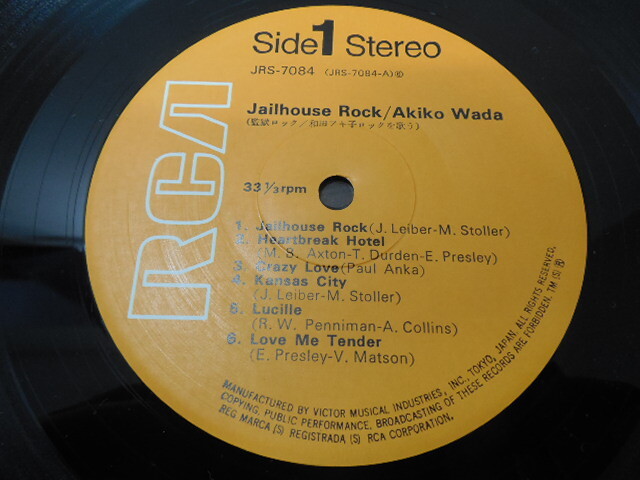 Side 1 Stereo
JRS-7084 (JRS-7084-A)Ⓔ
Jailhouse Rock/Akiko Wada
(監獄ロック/和田アキ子ロックを歌う)
RCA
33 1/3 rpm
1. Jailhouse Rock(J. Leiber-M. Stoller)
2. Heartbreak Hotel
(M. B. Axton-T. Durden-E. Presley)
3. Crazy Love(Paul Anka)
4. Kansas City
(J. Leiber-M. Stoller)
5. Lucille
(R. W. Penniman-A. Collins)
6. Love Me Tender
(E. Presley-V. Matson)
MANUFACTURED BY VICTOR MUSICAL INDUSTRIES, INC., TOKYO, JAPAN. ALL RIGHTS RESERVED,
COPYING, PUBLIC PERFORMANCE, BROADCASTING OF THESE RECORDS ARE FORBIDDEN. TM (S) ®
REG MARCA (S) REGISTRADA (S) RCA CORPORATION.